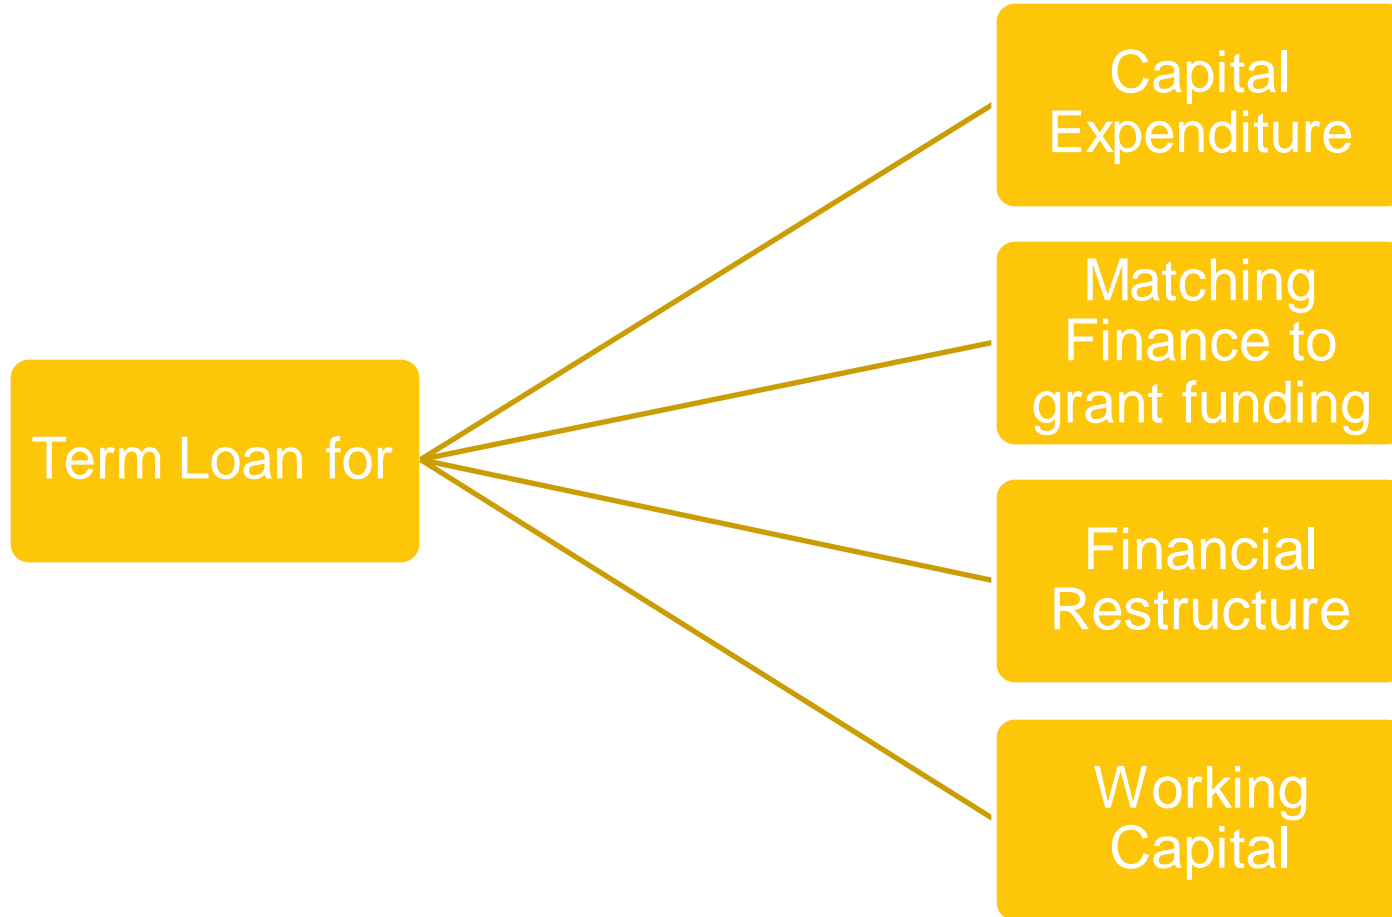 Term Loan for
Capital
Expenditure
Matching
Finance to
grant funding
Financial
Restructure
Working
Capital